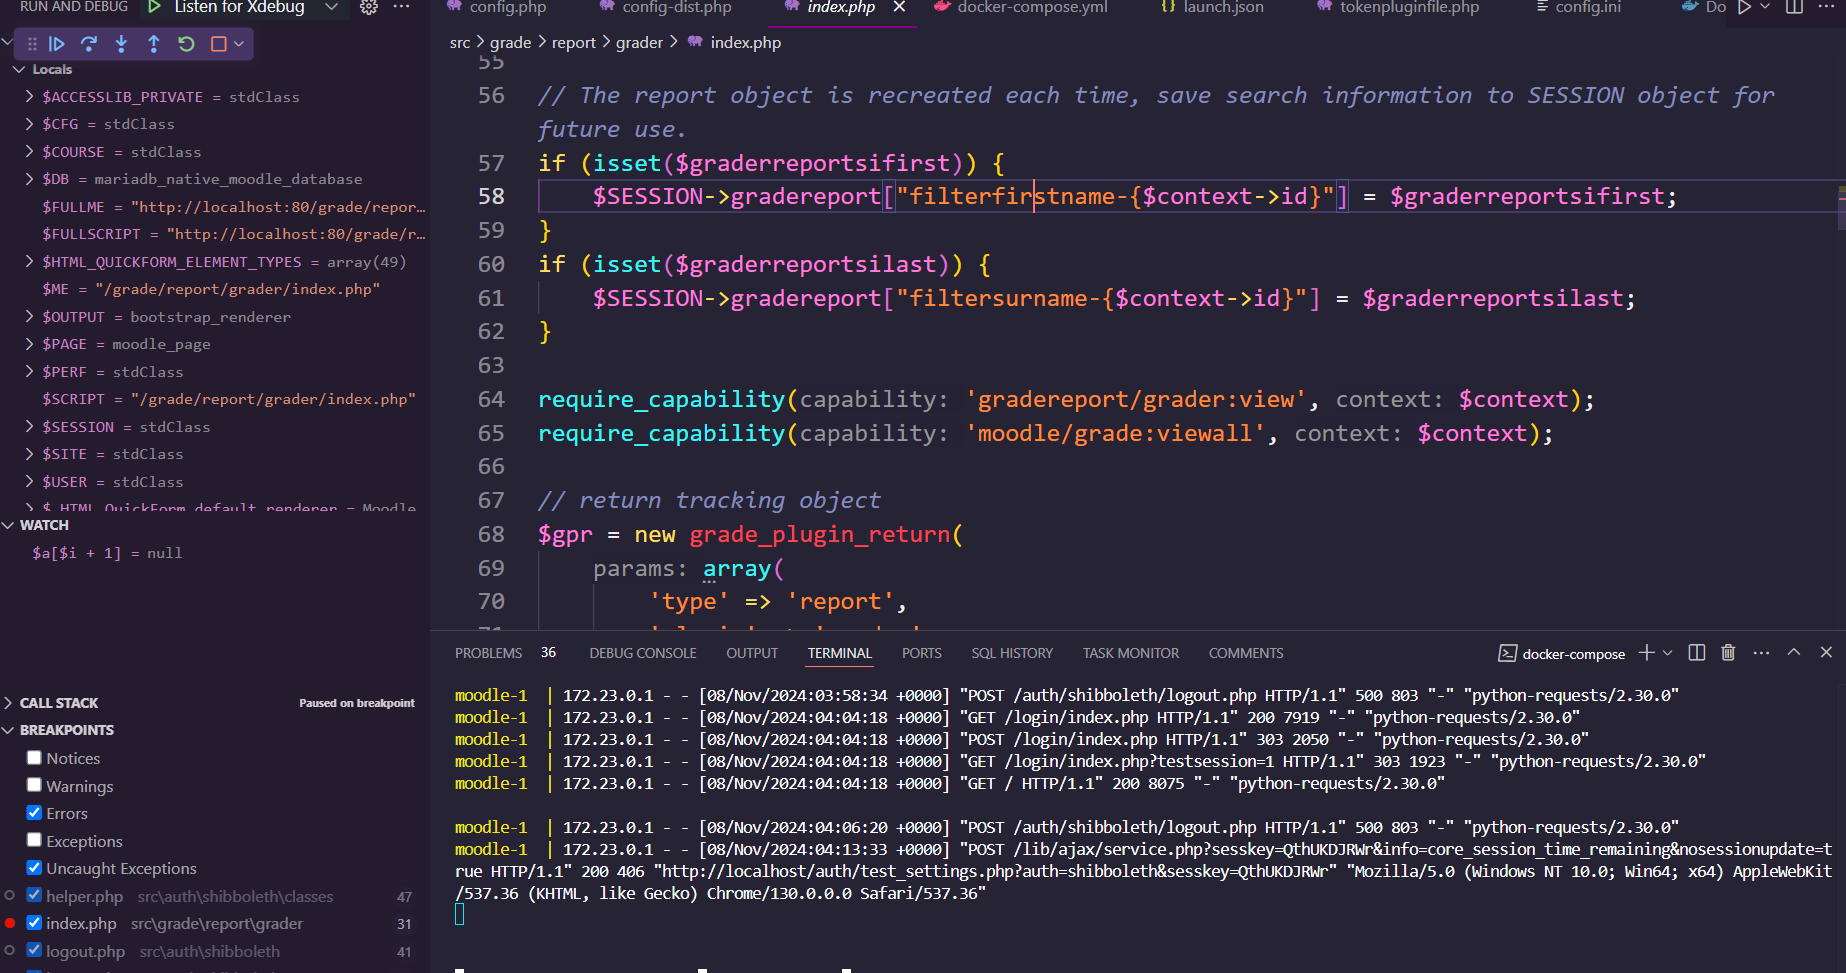 RUN AND DEBUG Listen for Xdebug
config.php config-dist.php index.php docker-compose.yml launch.json tokenpluginfile.php config.ini Do
src > grade > report > grader > index.php
Locals
$ACCESSLIB_PRIVATE = stdClass
$CFG = stdClass
$COURSE = stdClass
$DB = mariadb_native_moodle_database
$FULLME = "http://localhost:80/grade/repor…
$FULLSCRIPT = "http://localhost:80/grade/r…
$HTML_QUICKFORM_ELEMENT_TYPES = array(49)
$ME = "/grade/report/grader/index.php"
$OUTPUT = bootstrap_renderer
$PAGE = moodle_page
$PERF = stdClass
$SCRIPT = "/grade/report/grader/index.php"
$SESSION = stdClass
$SITE = stdClass
$USER = stdClass
$_HTML_QuickForm_default_renderer = Moodle
WATCH
$a[$i + 1] = null
CALL STACK Paused on breakpoint
BREAKPOINTS
Notices
Warnings
Errors
Exceptions
Uncaught Exceptions
helper.php src\auth\shibboleth\classes 47
index.php src\grade\report\grader 31
logout.php src\auth\shibboleth 41
55
56 // The report object is recreated each time, save search information to SESSION object for
future use.
57 if (isset($graderreportsifirst)) {
58 $SESSION->gradereport["filterfirstname-{$context->id}"] = $graderreportsifirst;
59 }
60 if (isset($graderreportsilast)) {
61 $SESSION->gradereport["filtersurname-{$context->id}"] = $graderreportsilast;
62 }
63
64 require_capability(capability: 'gradereport/grader:view', context: $context);
65 require_capability(capability: 'moodle/grade:viewall', context: $context);
66
67 // return tracking object
68 $gpr = new grade_plugin_return(
69 params: array(
70 'type' => 'report',
71
PROBLEMS 36 DEBUG CONSOLE OUTPUT TERMINAL PORTS SQL HISTORY TASK MONITOR COMMENTS docker-compose
moodle-1 | 172.23.0.1 - - [08/Nov/2024:03:58:34 +0000] "POST /auth/shibboleth/logout.php HTTP/1.1" 500 803 "-" "python-requests/2.30.0"
moodle-1 | 172.23.0.1 - - [08/Nov/2024:04:04:18 +0000] "GET /login/index.php HTTP/1.1" 200 7919 "-" "python-requests/2.30.0"
moodle-1 | 172.23.0.1 - - [08/Nov/2024:04:04:18 +0000] "POST /login/index.php HTTP/1.1" 303 2050 "-" "python-requests/2.30.0"
moodle-1 | 172.23.0.1 - - [08/Nov/2024:04:04:18 +0000] "GET /login/index.php?testsession=1 HTTP/1.1" 303 1923 "-" "python-requests/2.30.0"
moodle-1 | 172.23.0.1 - - [08/Nov/2024:04:04:18 +0000] "GET / HTTP/1.1" 200 8075 "-" "python-requests/2.30.0"
moodle-1 | 172.23.0.1 - - [08/Nov/2024:04:06:20 +0000] "POST /auth/shibboleth/logout.php HTTP/1.1" 500 803 "-" "python-requests/2.30.0"
moodle-1 | 172.23.0.1 - - [08/Nov/2024:04:13:33 +0000] "POST /lib/ajax/service.php?sesskey=QthUKDJRWr&info=core_session_time_remaining&nosessionupdate=t
rue HTTP/1.1" 200 406 "http://localhost/auth/test_settings.php?auth=shibboleth&sesskey=QthUKDJRWr" "Mozilla/5.0 (Windows NT 10.0; Win64; x64) AppleWebKit
/537.36 (KHTML, like Gecko) Chrome/130.0.0.0 Safari/537.36"